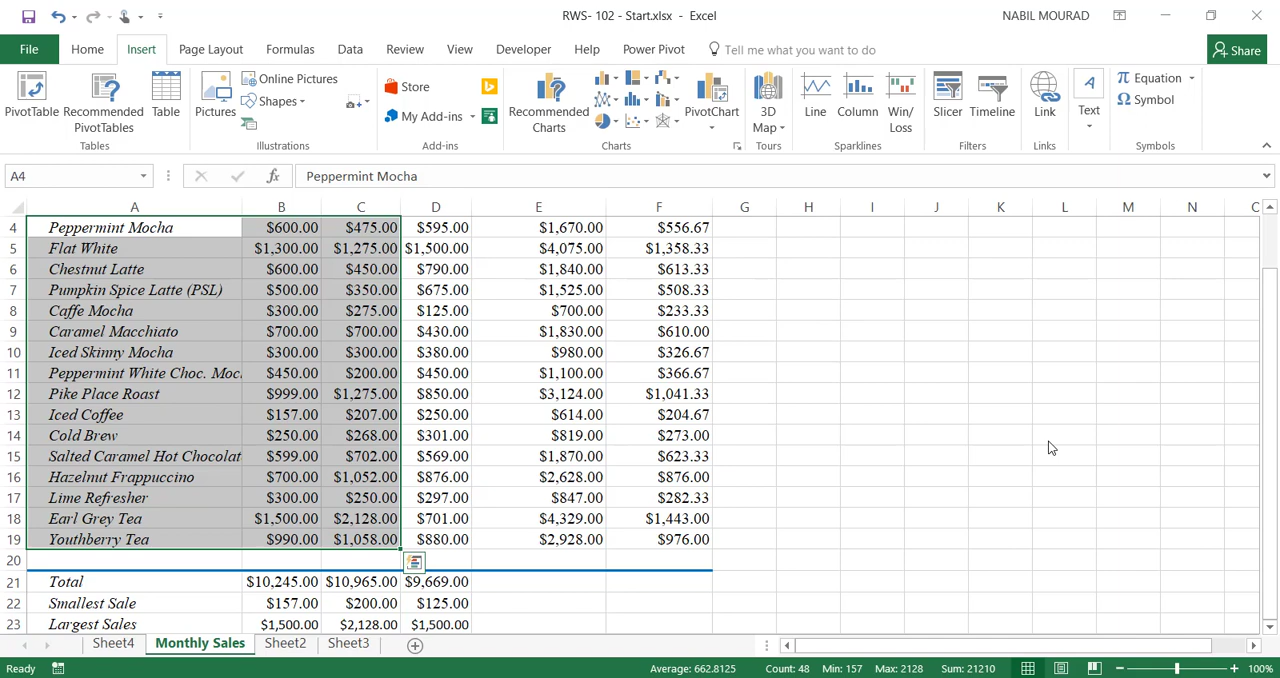 RWS- 102 - Start.xlsx - Excel
NABIL MOURAD
File Home Insert Page Layout Formulas Data Review View Developer Help Power Pivot Tell me what you want to do Share
PivotTable
Recommended PivotTables
Table
Tables
Pictures
Online Pictures
Shapes
Illustrations
Store
My Add-ins
Add-ins
Recommended Charts
PivotChart
Charts
3D Map
Tours
Line
Column
Win/ Loss
Sparklines
Slicer
Timeline
Filters
Link
Links
A
Text
π Equation
Ω Symbol
Symbols
A4 fx Peppermint Mocha
A B C D E F G H I J K L M N C
4 Peppermint Mocha $600.00 $475.00 $595.00 $1,670.00 $556.67
5 Flat White $1,300.00 $1,275.00 $1,500.00 $4,075.00 $1,358.33
6 Chestnut Latte $600.00 $450.00 $790.00 $1,840.00 $613.33
7 Pumpkin Spice Latte (PSL) $500.00 $350.00 $675.00 $1,525.00 $508.33
8 Caffe Mocha $300.00 $275.00 $125.00 $700.00 $233.33
9 Caramel Macchiato $700.00 $700.00 $430.00 $1,830.00 $610.00
10 Iced Skinny Mocha $300.00 $300.00 $380.00 $980.00 $326.67
11 Peppermint White Choc. Moc $450.00 $200.00 $450.00 $1,100.00 $366.67
12 Pike Place Roast $999.00 $1,275.00 $850.00 $3,124.00 $1,041.33
13 Iced Coffee $157.00 $207.00 $250.00 $614.00 $204.67
14 Cold Brew $250.00 $268.00 $301.00 $819.00 $273.00
15 Salted Caramel Hot Chocolat $599.00 $702.00 $569.00 $1,870.00 $623.33
16 Hazelnut Frappuccino $700.00 $1,052.00 $876.00 $2,628.00 $876.00
17 Lime Refresher $300.00 $250.00 $297.00 $847.00 $282.33
18 Earl Grey Tea $1,500.00 $2,128.00 $701.00 $4,329.00 $1,443.00
19 Youthberry Tea $990.00 $1,058.00 $880.00 $2,928.00 $976.00
20
21 Total $10,245.00 $10,965.00 $9,669.00
22 Smallest Sale $157.00 $200.00 $125.00
23 Largest Sales $1,500.00 $2,128.00 $1,500.00
Sheet4 Monthly Sales Sheet2 Sheet3
Ready Average: 662.8125 Count: 48 Min: 157 Max: 2128 Sum: 21210 100%